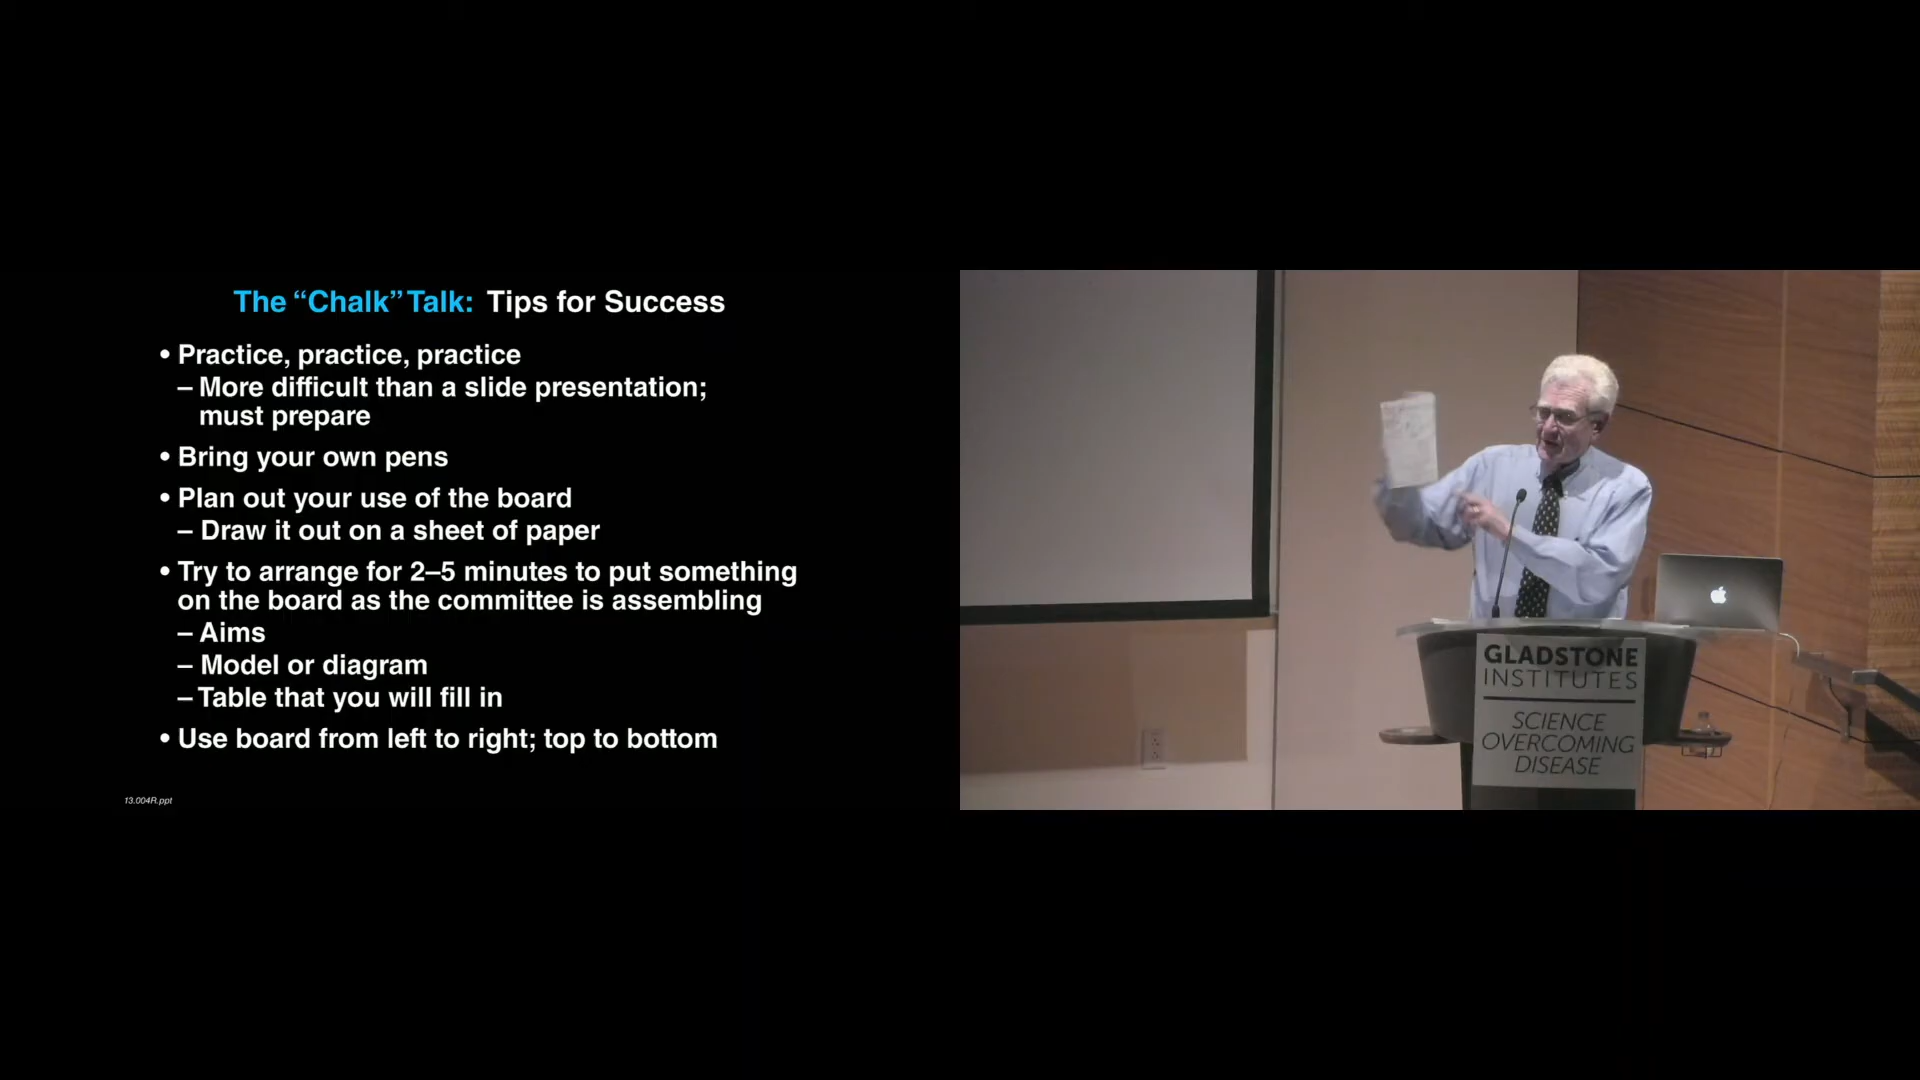 The “Chalk” Talk: Tips for Success
• Practice, practice, practice
– More difficult than a slide presentation;
must prepare
• Bring your own pens
• Plan out your use of the board
– Draw it out on a sheet of paper
• Try to arrange for 2–5 minutes to put something
on the board as the committee is assembling
– Aims
– Model or diagram
– Table that you will fill in
• Use board from left to right; top to bottom
13.004R.ppt
GLADSTONE
INSTITUTES
SCIENCE
OVERCOMING
DISEASE